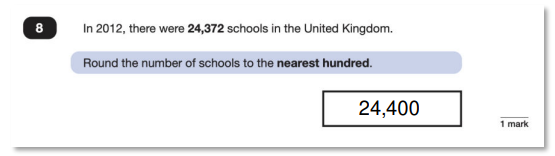 8
In 2012, there were 24,372 schools in the United Kingdom.
Round the number of schools to the nearest hundred.
24,400
1 mark